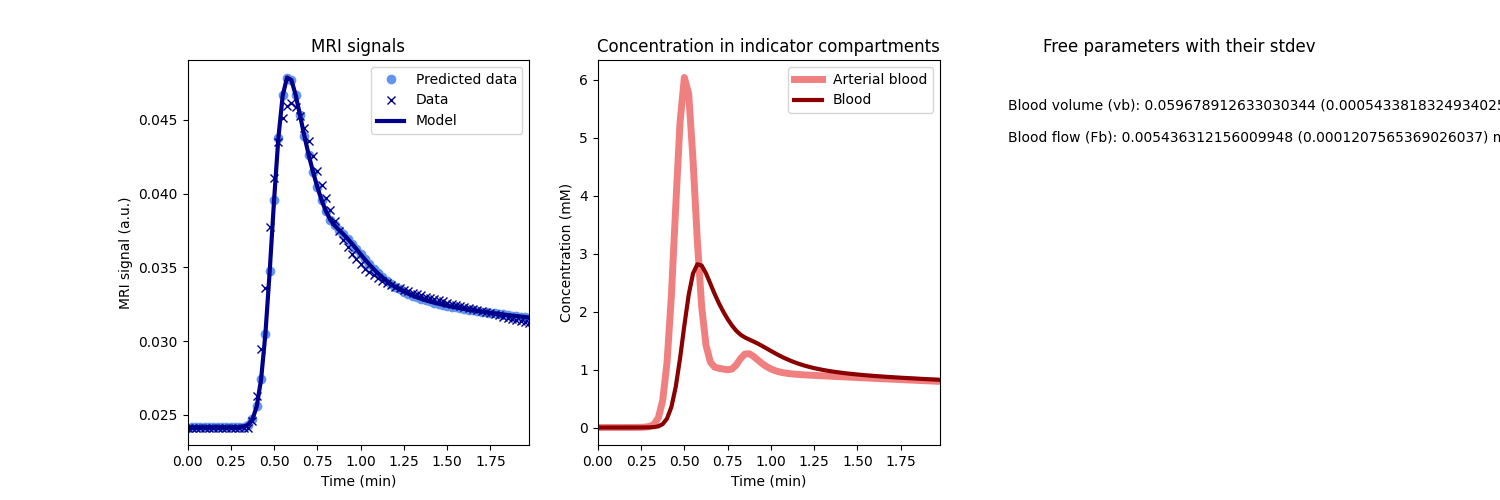 MRI signals
MRI signal (a.u.)
0.045
0.040
0.035
0.030
0.025
Predicted data
Data
Model
0.00 0.25 0.50 0.75 1.00 1.25 1.50 1.75
Time (min)
Concentration in indicator compartments
Concentration (mM)
6
5
4
3
2
1
0
Arterial blood
Blood
0.00 0.25 0.50 0.75 1.00 1.25 1.50 1.75
Time (min)
Free parameters with their stdev
Blood volume (vb): 0.059678912633030344 (0.0005433818324934025
Blood flow (Fb): 0.005436312156009948 (0.0001207565369026037) m